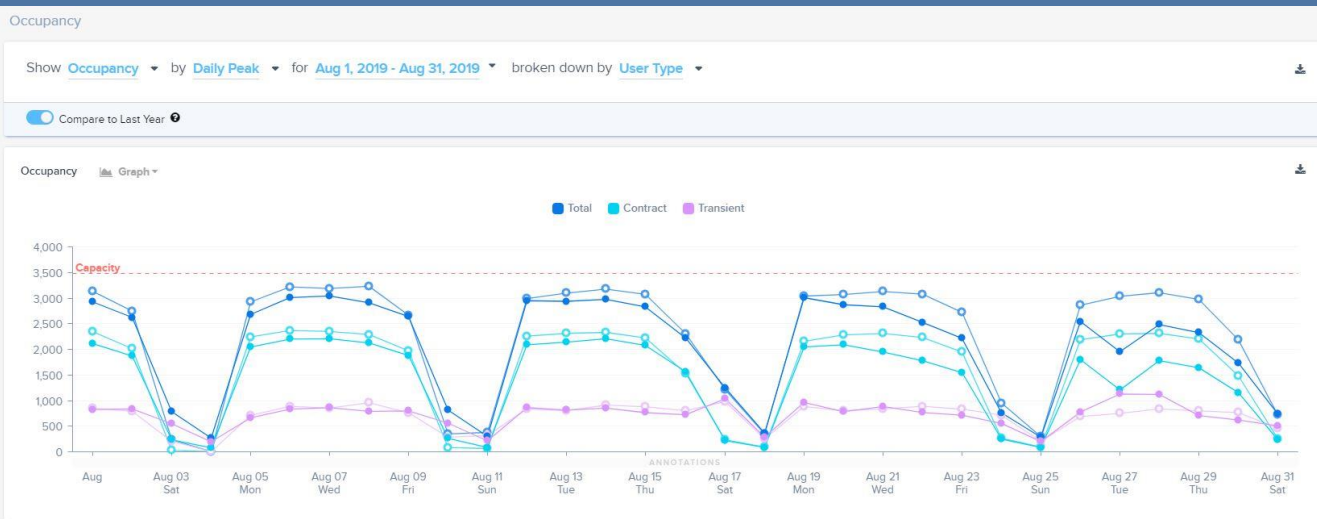 Occupancy
Show Occupancy by Daily Peak for Aug 1, 2019 - Aug 31, 2019 broken down by User Type
Compare to Last Year ?
Occupancy Graph
Total Contract Transient
4,000
Capacity
3,500
3,000
2,500
2,000
1,500
1,000
500
0
ANNOTATIONS
Aug Aug 03 Aug 05 Aug 07 Aug 09 Aug 11 Aug 13 Aug 15 Aug 17 Aug 19 Aug 21 Aug 23 Aug 25 Aug 27 Aug 29 Aug 31
Sat Mon Wed Fri Sun Tue Thu Sat Mon Wed Fri Sun Tue Thu Sat